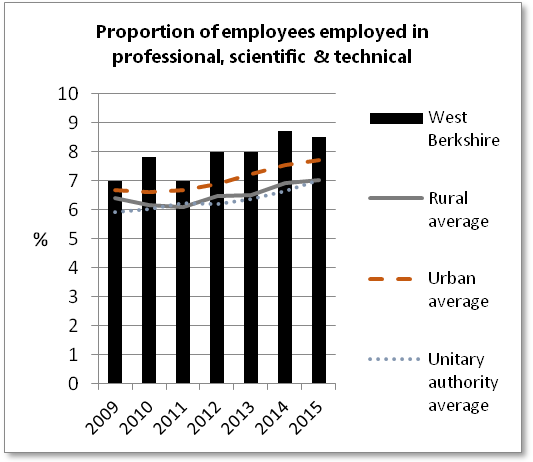 Proportion of employees employed in
professional, scientific & technical
10
9
8
7
6
5
4
3
2
1
0
%
2009
2010
2011
2012
2013
2014
2015
West
Berkshire
Rural
average
Urban
average
Unitary
authority
average